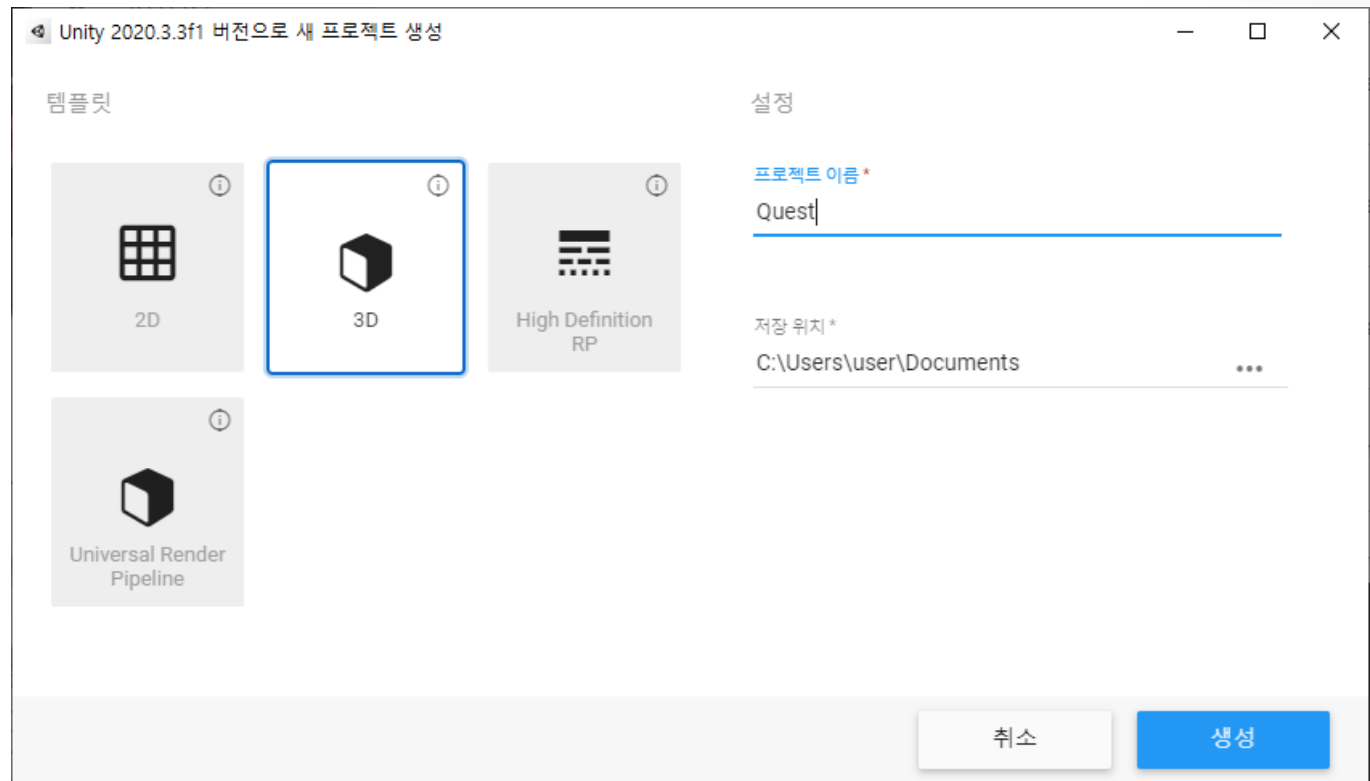 Unity 2020.3.3f1 버전으로 새 프로젝트 생성
템플릿
2D
3D
High Definition
RP
Universal Render
Pipeline
설정
프로젝트 이름 *
Quest
저장 위치 *
C:\Users\user\Documents
취소
생성